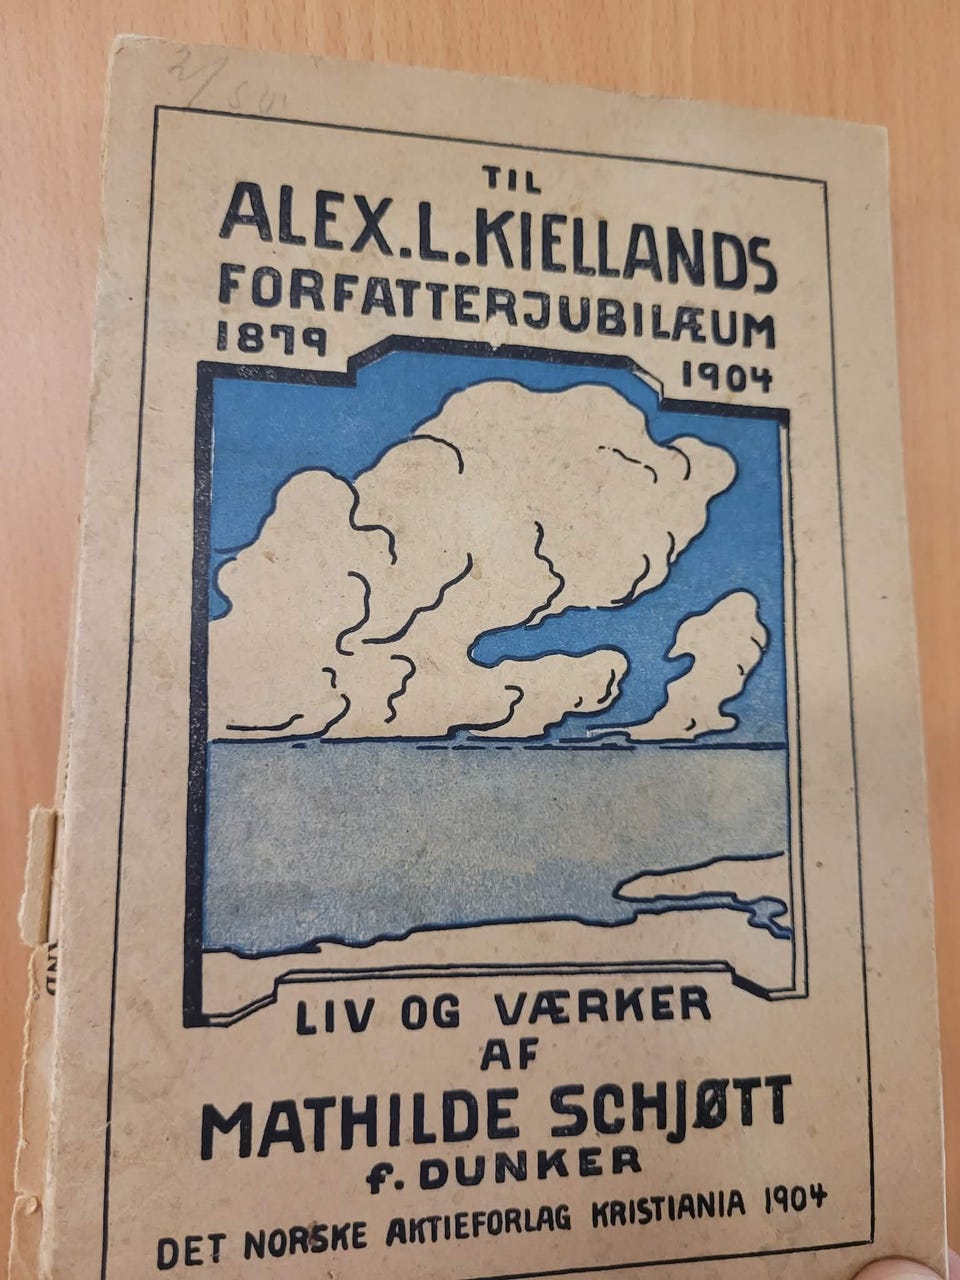 TIL
ALEX.L.KIELLANDS
FORFATTERJUBILÆUM
1879
1904
LIV OG VÆRKER
AF
MATHILDE SCHJØTT
f. DUNKER
DET NORSKE AKTIEFORLAG KRISTIANIA 1904